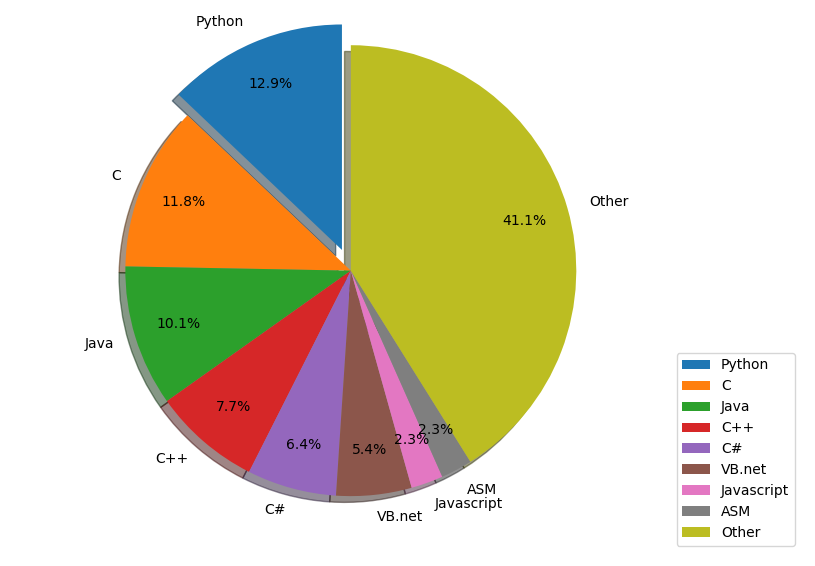 Python
12.9%
C
11.8%
Other
41.1%
Java
10.1%
7.7%
C++
6.4%
C#
5.4%
VB.net
2.3%
Javascript
2.3%
ASM
Python
C
Java
C++
C#
VB.net
Javascript
ASM
Other